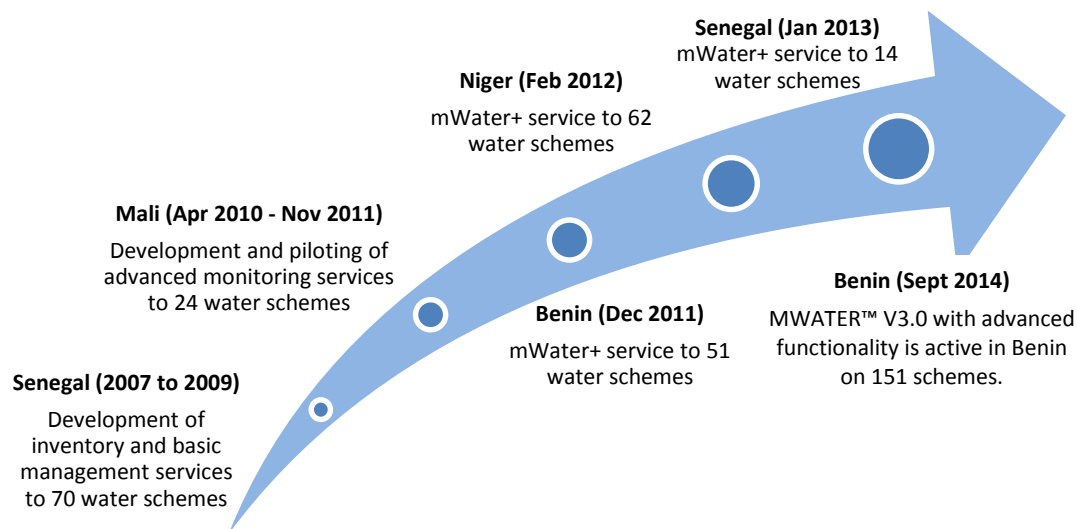 Senegal (2007 to 2009)
Development of
inventory and basic
management services
to 70 water schemes
Mali (Apr 2010 - Nov 2011)
Development and piloting of
advanced monitoring services
to 24 water schemes
Benin (Dec 2011)
mWater+ service to 51
water schemes
Niger (Feb 2012)
mWater+ service to 62
water schemes
Senegal (Jan 2013)
mWater+ service to 14
water schemes
Benin (Sept 2014)
MWATER™ V3.0 with advanced
functionality is active in Benin
on 151 schemes.